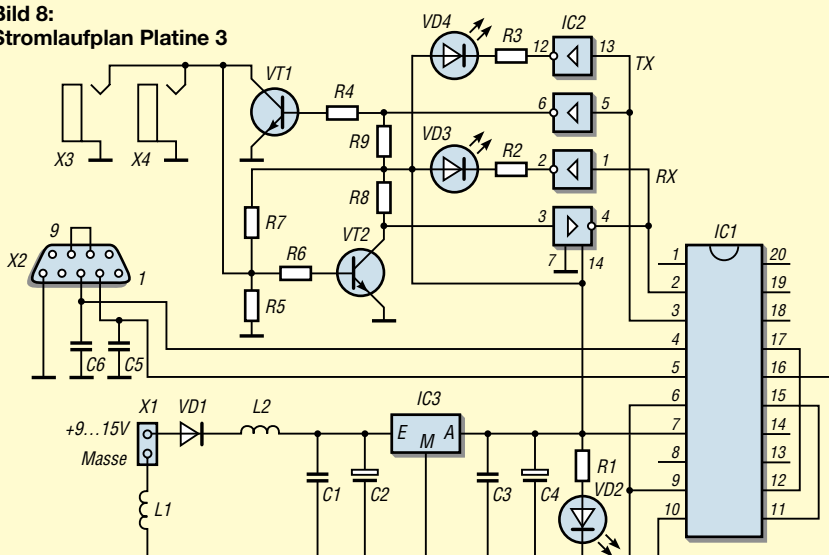 Bild 8:
Stromlaufplan Platine 3
VD4
R3
12
IC2
13
TX
VT1
R4
6
5
R9
VD3
R2
2
1
RX
X3
X4
R8
3
4
R7
VT2
7
14
IC1
R6
9
X2
1
R5
1
20
2
19
3
18
4
17
5
16
6
15
7
14
8
13
9
12
10
11
C6
C5
X1
VD1
L2
IC3
+9...15V
E
M
A
Masse
R1
VD2
L1
C1
C2
C3
C4